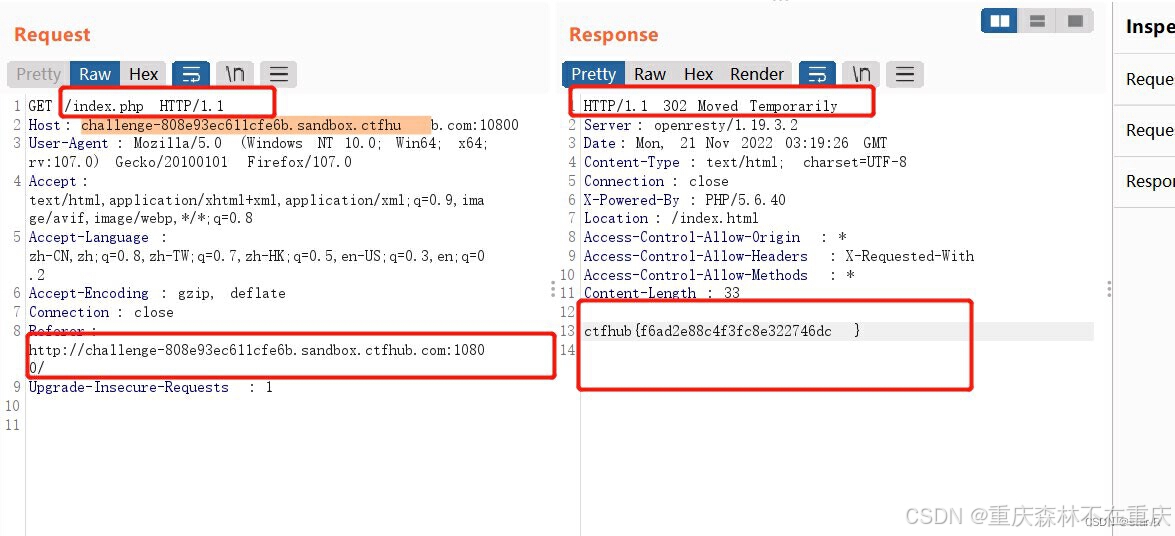 Request
Pretty Raw Hex \n
1 GET /index.php HTTP/1.1
2 Host: challenge-808e93ec611cfe6b.sandbox.ctfhu b.com:10800
3 User-Agent : Mozilla/5.0 (Windows NT 10.0; Win64; x64;
rv:107.0) Gecko/20100101 Firefox/107.0
4 Accept :
text/html,application/xhtml+xml,application/xml;q=0.9,ima
ge/avif,image/webp,*/*;q=0.8
5 Accept-Language :
zh-CN,zh;q=0.8,zh-TW;q=0.7,zh-HK;q=0.5,en-US;q=0.3,en;q=0
.2
6 Accept-Encoding : gzip, deflate
7 Connection : close
8 Referer :
http://challenge-808e93ec611cfe6b.sandbox.ctfhub.com:1080
0/
9 Upgrade-Insecure-Requests : 1
10
11
Response
Pretty Raw Hex Render \n
1 HTTP/1.1 302 Moved Temporarily
2 Server : openresty/1.19.3.2
3 Date : Mon, 21 Nov 2022 03:19:26 GMT
4 Content-Type : text/html; charset=UTF-8
5 Connection : close
6 X-Powered-By : PHP/5.6.40
7 Location : /index.html
8 Access-Control-Allow-Origin : *
9 Access-Control-Allow-Headers : X-Requested-With
10 Access-Control-Allow-Methods : *
11 Content-Length : 33
12
13 ctfhub{f6ad2e88c4f3fc8e322746dc }
14
Inspe
Reque
Reque
Respor
CSDN @重庆森林不在重庆